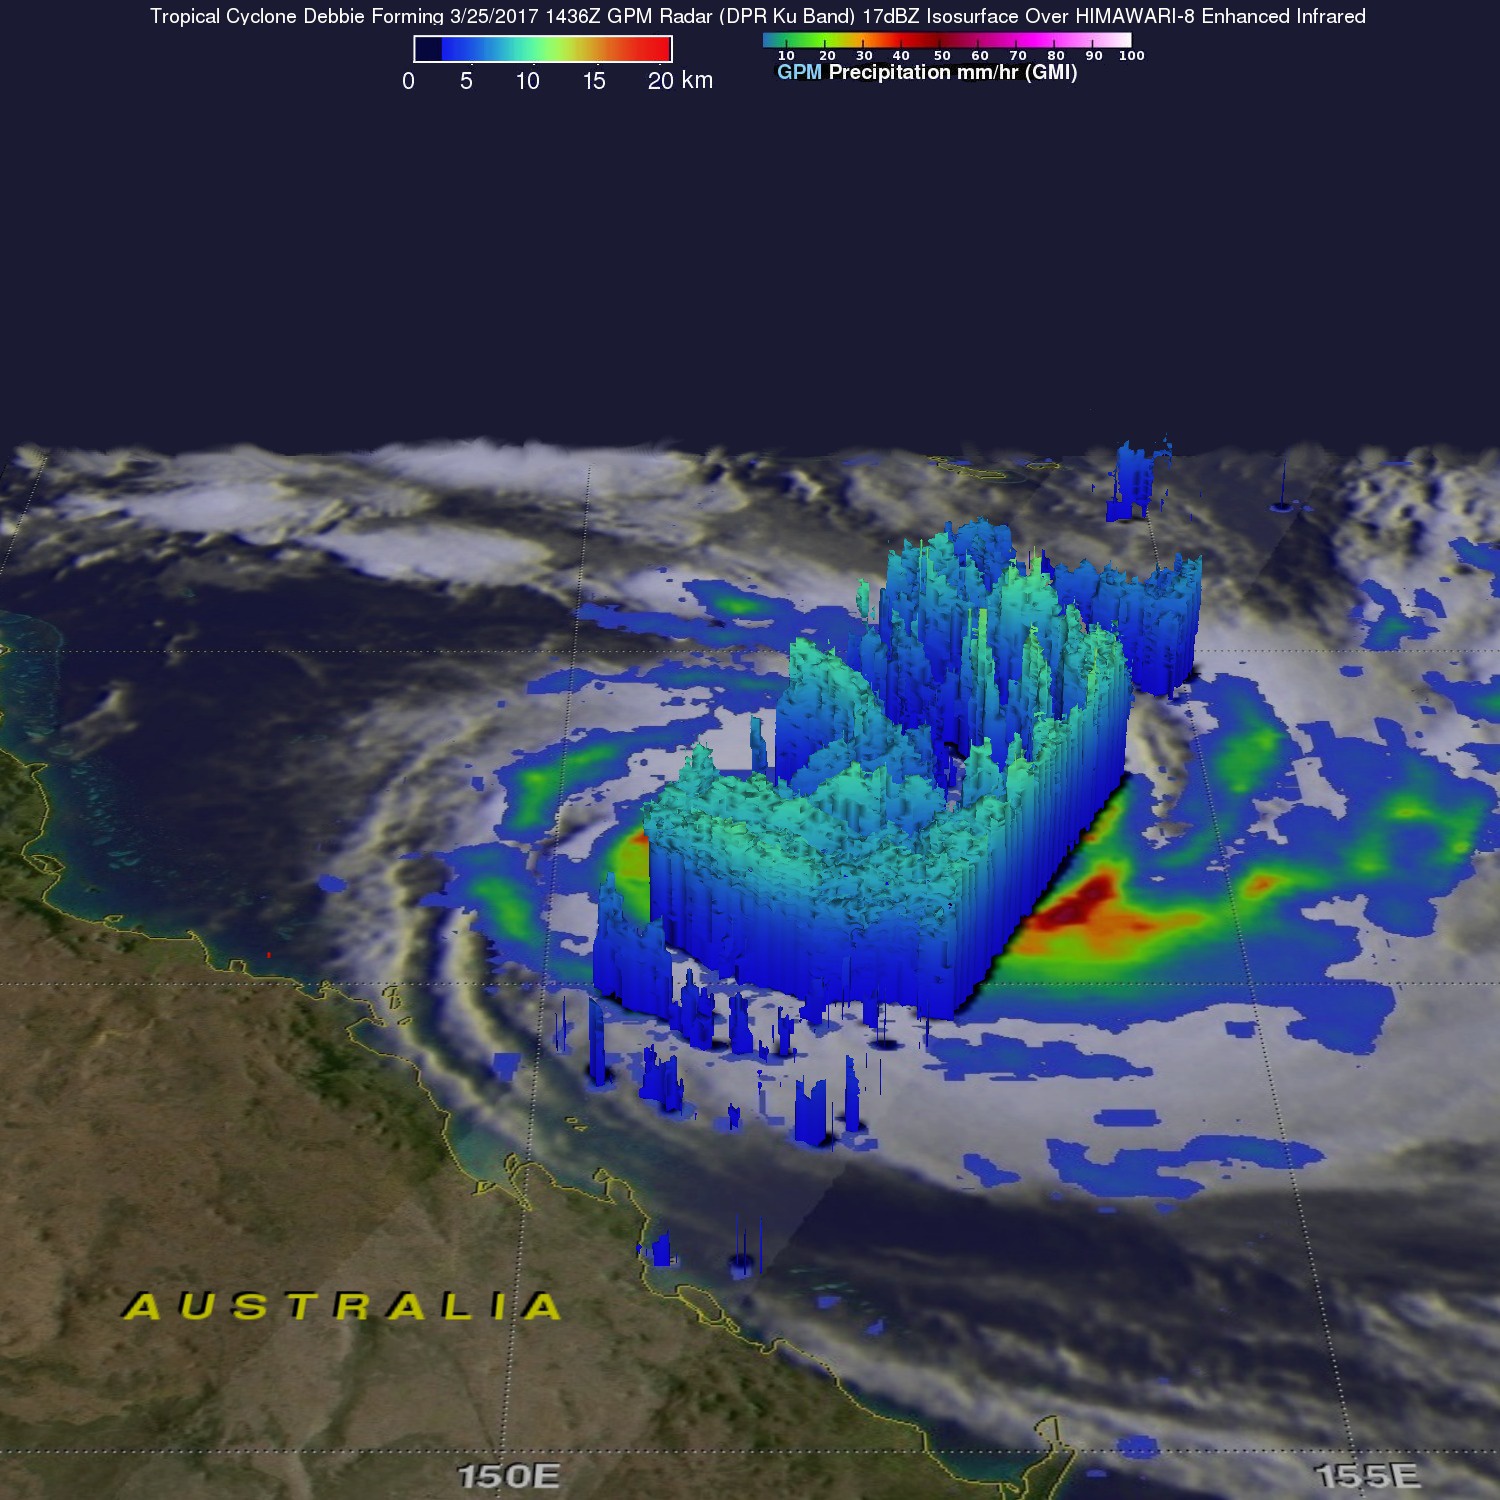 Tropical Cyclone Debbie Forming 3/25/2017 1436Z GPM Radar (DPR Ku Band) 17dBZ Isosurface Over HIMAWARI-8 Enhanced Infrared
0 5 10 15 20 km
10 20 30 40 50 60 70 80 90 100
GPM Precipitation mm/hr (GMI)
AUSTRALIA
150E 155E